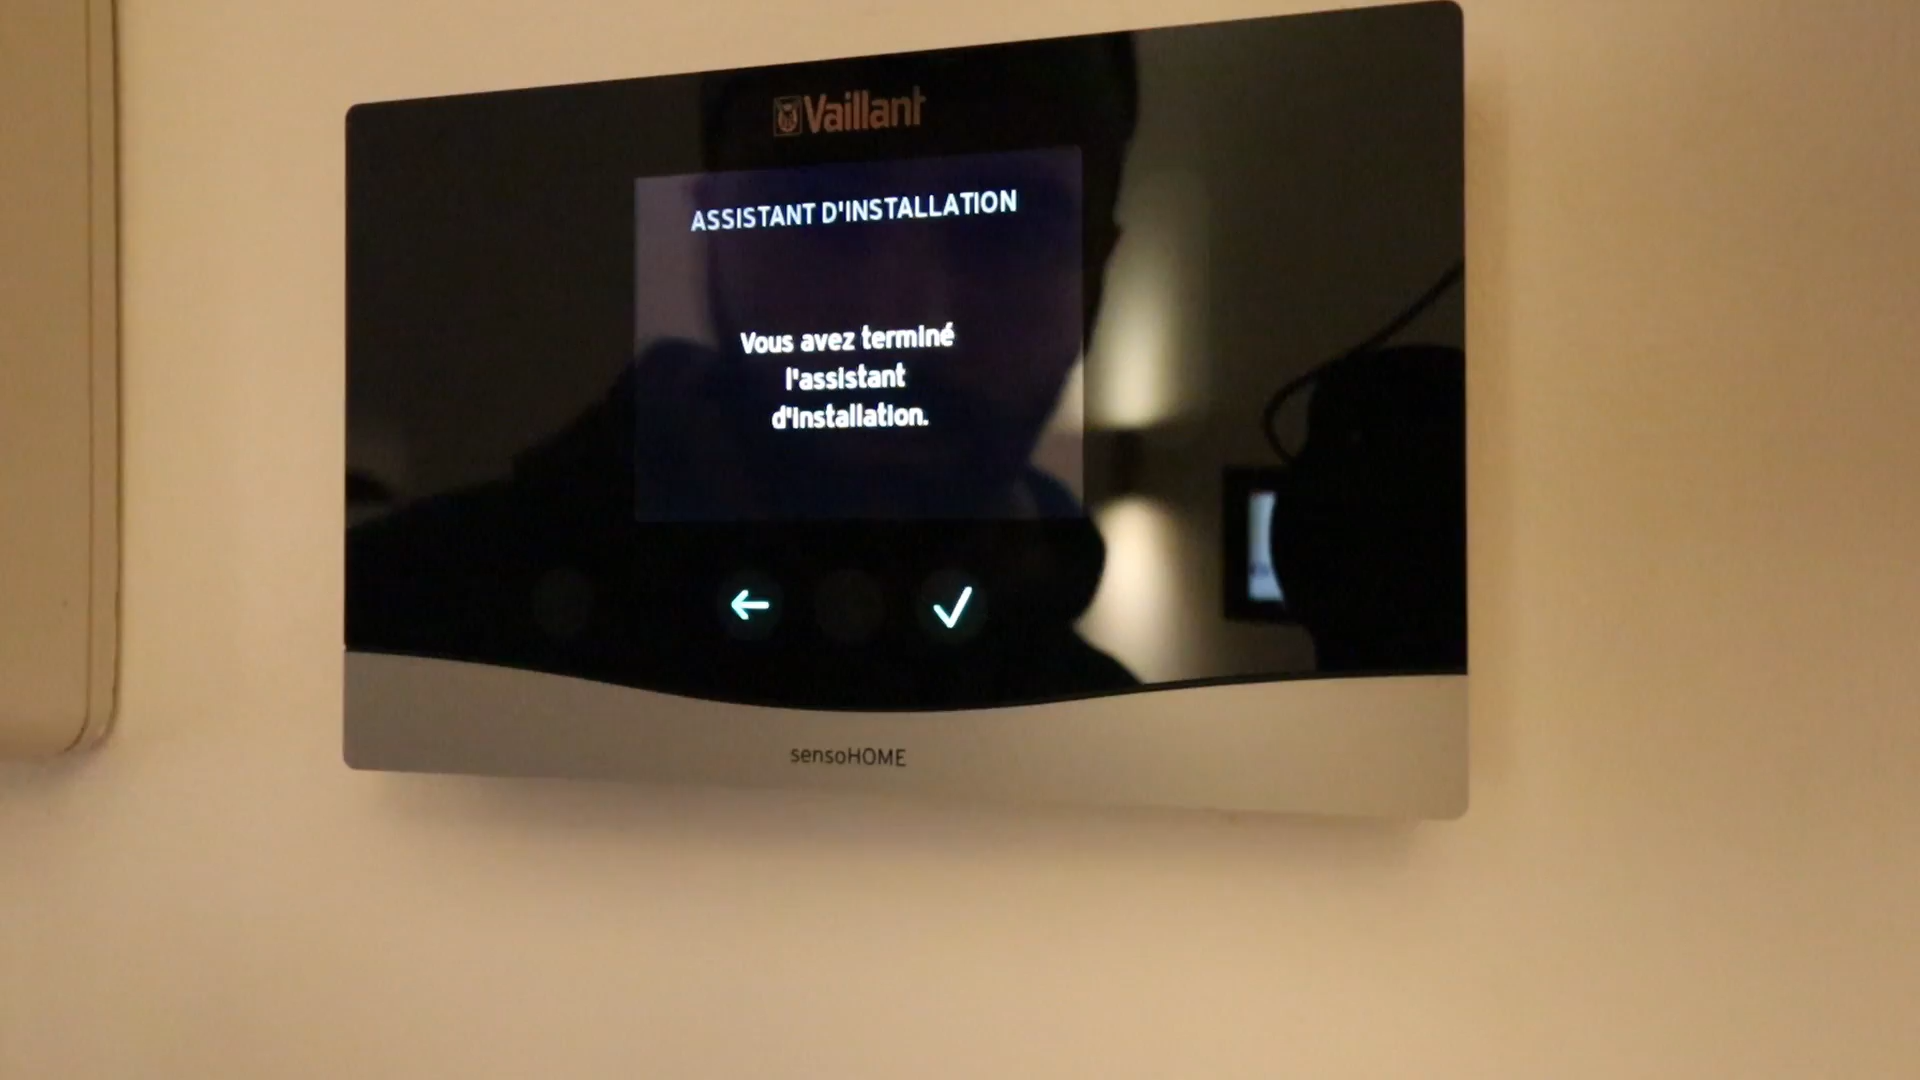 Vaillant
ASSISTANT D'INSTALLATION
Vous avez terminé
l'assistant
d'installation.
sensoHOME